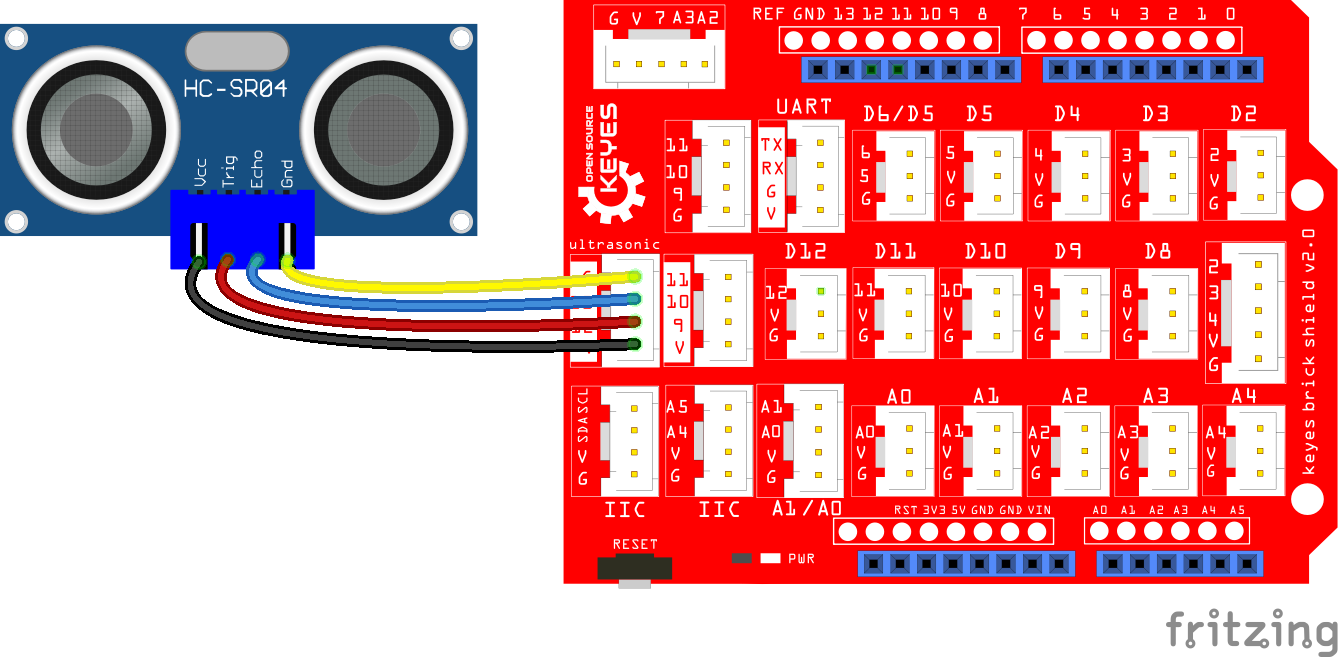 HC-SR04
Vcc
Trig
Echo
Gnd
G V 7 A3A2
REF GND 13 12 11 10 9 8
7 6 5 4 3 2 1 0
OPEN SOURCE
KEYES
11
10
9
G
UART
TX
RX
G
V
D6/D5
6
5
G
D5
5
V
G
D4
4
V
G
D3
3
V
G
D2
2
V
G
ultrasonic
11
10
9
V
D12
12
V
G
D11
11
V
G
D10
10
V
G
D9
9
V
G
D8
8
V
G
2
3
4
V
G
SCL
SDA
V
G
IIC
A5
A4
V
G
IIC
A1
A0
V
G
A1/A0
A0
A0
V
G
A1
A1
V
G
A2
A2
V
G
A3
A3
V
G
A4
A4
V
G
keyes brick shield v2.0
RST 3V3 5V GND GND VIN
A0 A1 A2 A3 A4 A5
RESET
PWR
fritzing